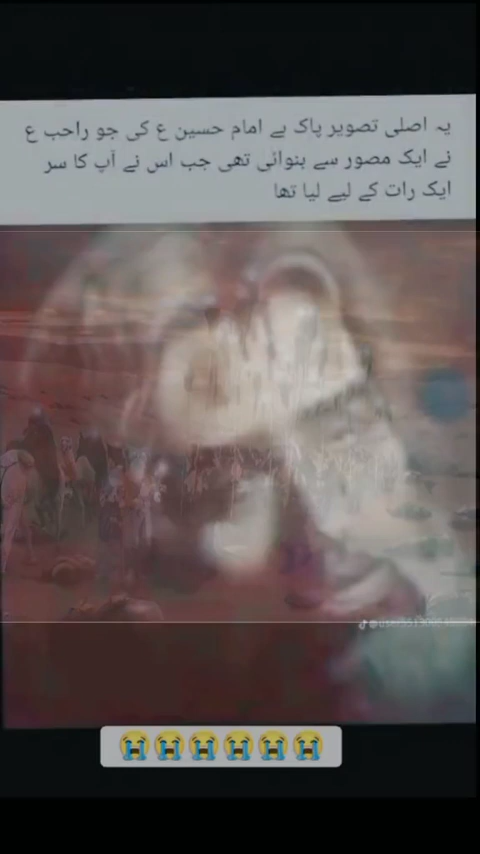 یہ اصلی تصویر پاک ہے امام حسین ع کی جو راحب ع
نے ایک مصور سے بنوائی تھی جب اس نے آپ کا سر
ایک رات کے لیے لیا تھا